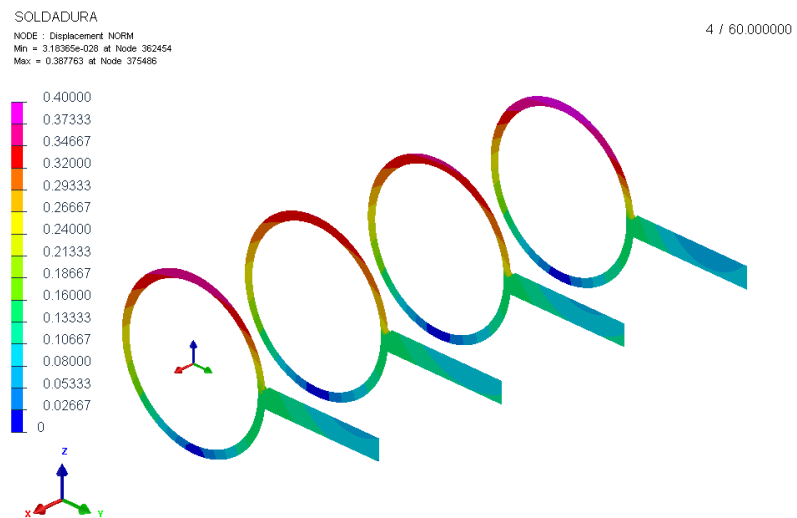 SOLDADURA
NODE : Displacement NORM
Min = 3.18365e-028 at Node 362454
Max = 0.387763 at Node 375486
4 / 60.000000
0.40000
0.37333
0.34667
0.32000
0.29333
0.26667
0.24000
0.21333
0.18667
0.16000
0.13333
0.10667
0.08000
0.05333
0.02667
0
Z
X
Y